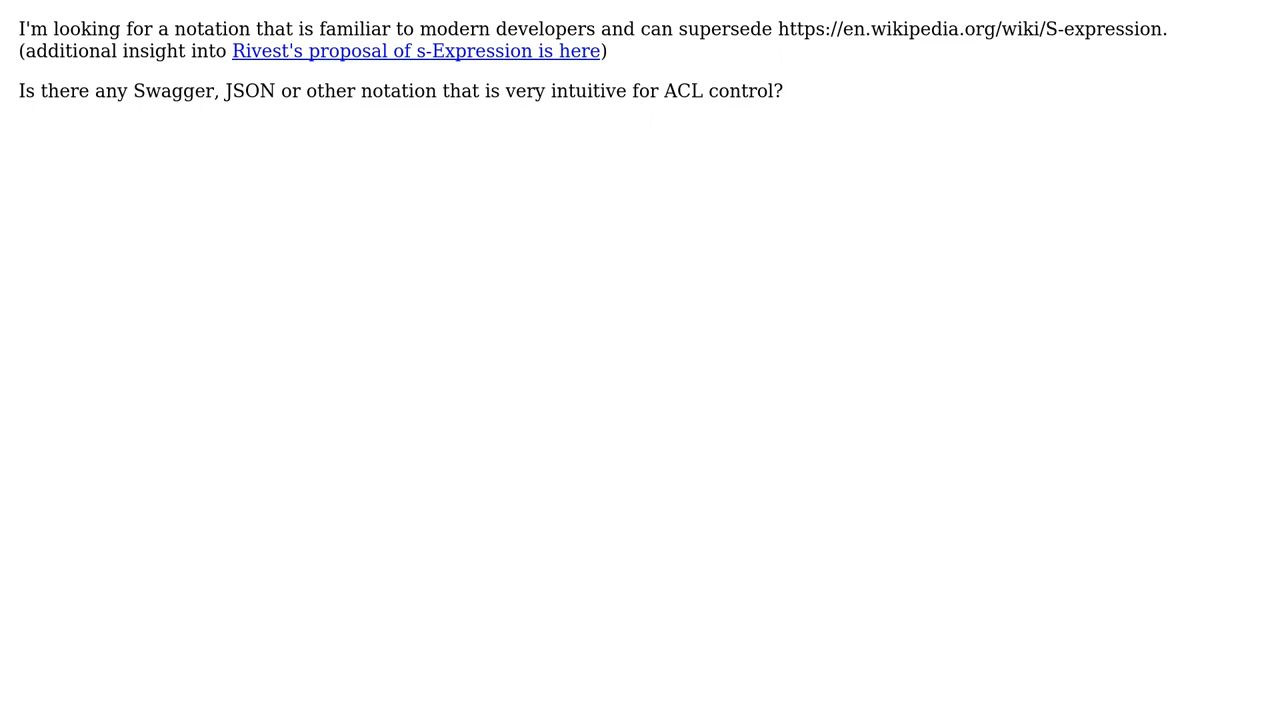 I'm looking for a notation that is familiar to modern developers and can supersede https://en.wikipedia.org/wiki/S-expression.
(additional insight into Rivest's proposal of s-Expression is here)
Is there any Swagger, JSON or other notation that is very intuitive for ACL control?